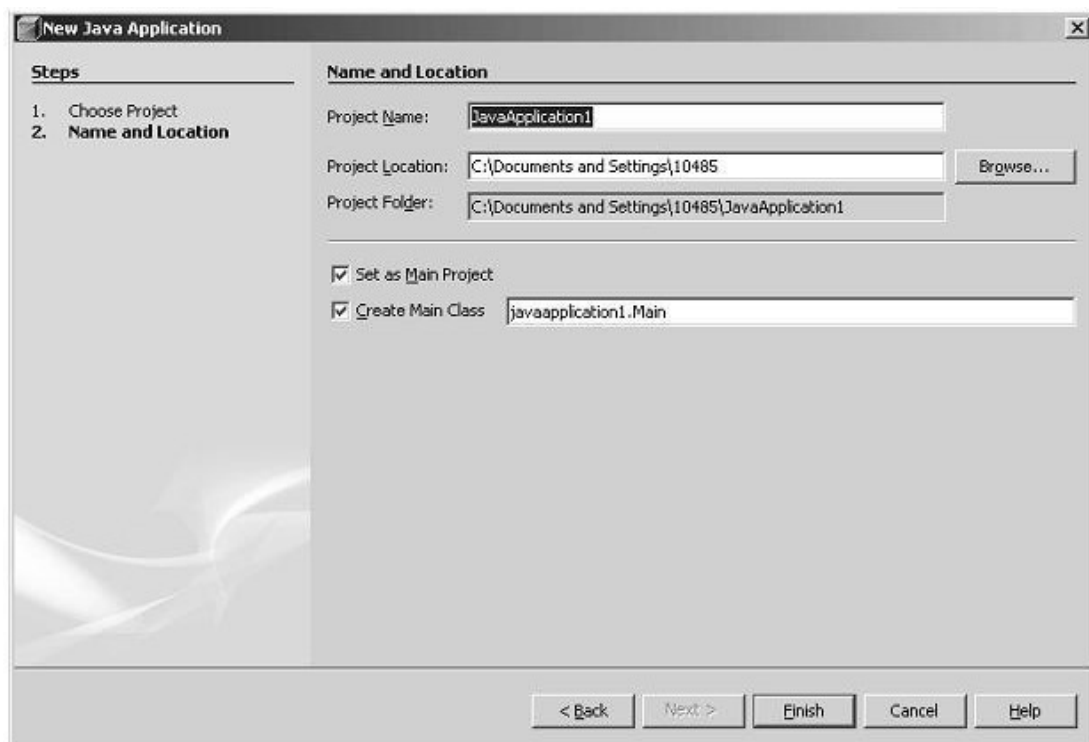 New Java Application
Steps
1. Choose Project
2. Name and Location
Name and Location
Project Name: JavaApplication1
Project Location: C:\Documents and Settings\10485 Browse...
Project Folder: C:\Documents and Settings\10485\JavaApplication1
Set as Main Project
Create Main Class javaapplication1.Main
< Back Next > Finish Cancel Help